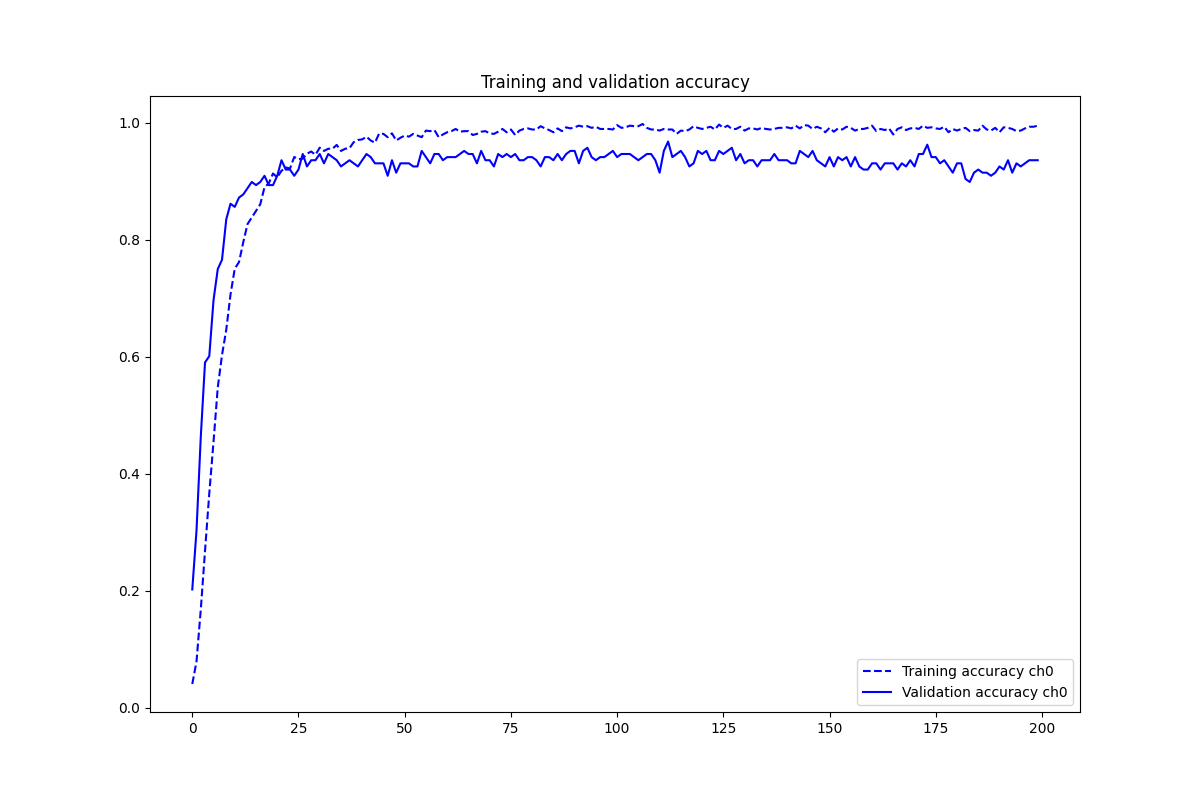 Training and validation accuracy
1.0
0.8
0.6
0.4
0.2
0.0
0 25 50 75 100 125 150 175 200
Training accuracy ch0
Validation accuracy ch0